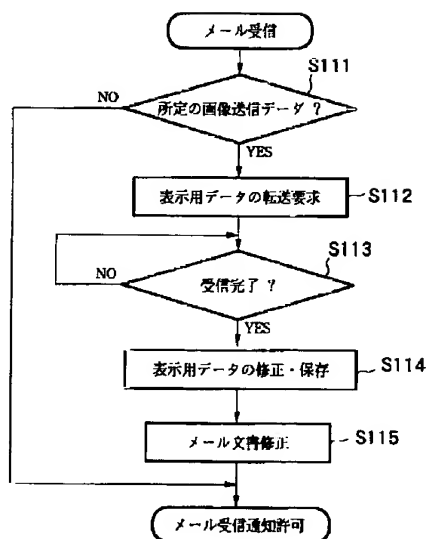 メール受信
S111
NO
所定の画像送信データ ?
YES
表示用データの転送要求
S112
S113
NO
受信完了 ?
YES
表示用データの修正・保存
S114
メール文書修正
S115
メール受信通知許可